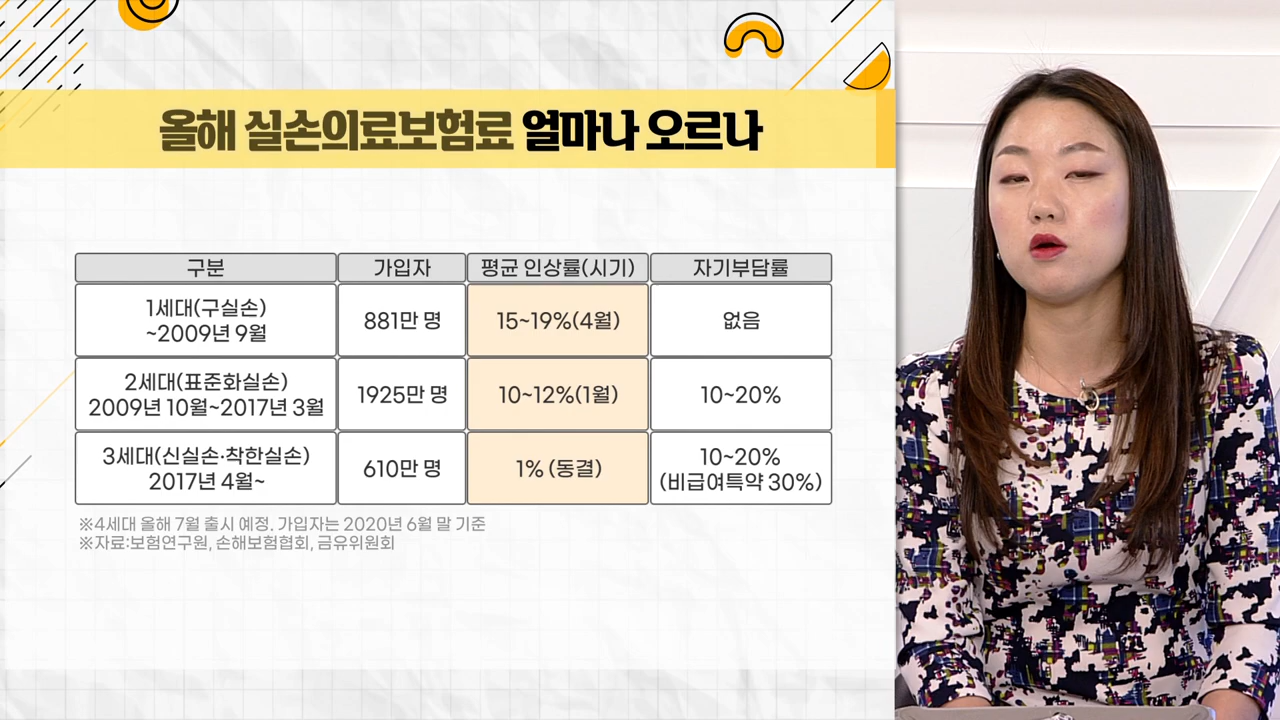 올해 실손의료보험료 얼마나 오르나
구분 가입자 평균 인상률(시기) 자기부담률
1세대(구실손)
~2009년 9월
881만 명 15~19%(4월) 없음
2세대(표준화실손)
2009년 10월~2017년 3월
1925만 명 10~12%(1월) 10~20%
3세대(신실손·착한실손)
2017년 4월~
610만 명 1% (동결)
10~20%
(비급여특약 30%)
※4세대 올해 7월 출시 예정. 가입자는 2020년 6월 말 기준
※자료:보험연구원, 손해보험협회, 금융위원회